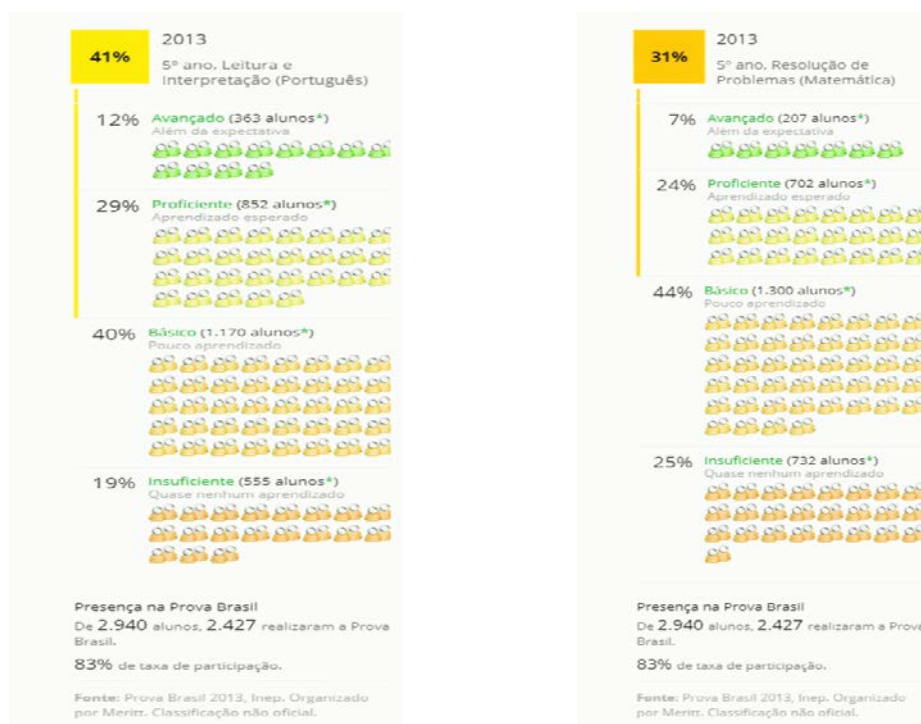 41%
2013
5º ano, Leitura e
Interpretação (Português)
12% Avançado (363 alunos*)
Além da expectativa
29% Proficiente (852 alunos*)
Aprendizado esperado
40% Básico (1.170 alunos*)
Pouco aprendizado
19% Insuficiente (555 alunos*)
Quase nenhum aprendizado
Presença na Prova Brasil
De 2.940 alunos, 2.427 realizaram a Prova
Brasil.
83% de taxa de participação.
Fonte: Prova Brasil 2013, Inep. Organizado
por Meritt. Classificação não oficial.
31%
2013
5º ano, Resolução de
Problemas (Matemática)
7% Avançado (207 alunos*)
Além da expectativa
24% Proficiente (702 alunos*)
Aprendizado esperado
44% Básico (1.300 alunos*)
Pouco aprendizado
25% Insuficiente (732 alunos*)
Quase nenhum aprendizado
Presença na Prova Brasil
De 2.940 alunos, 2.427 realizaram a Prova
Brasil.
83% de taxa de participação.
Fonte: Prova Brasil 2013, Inep. Organizado
por Meritt. Classificação não oficial.